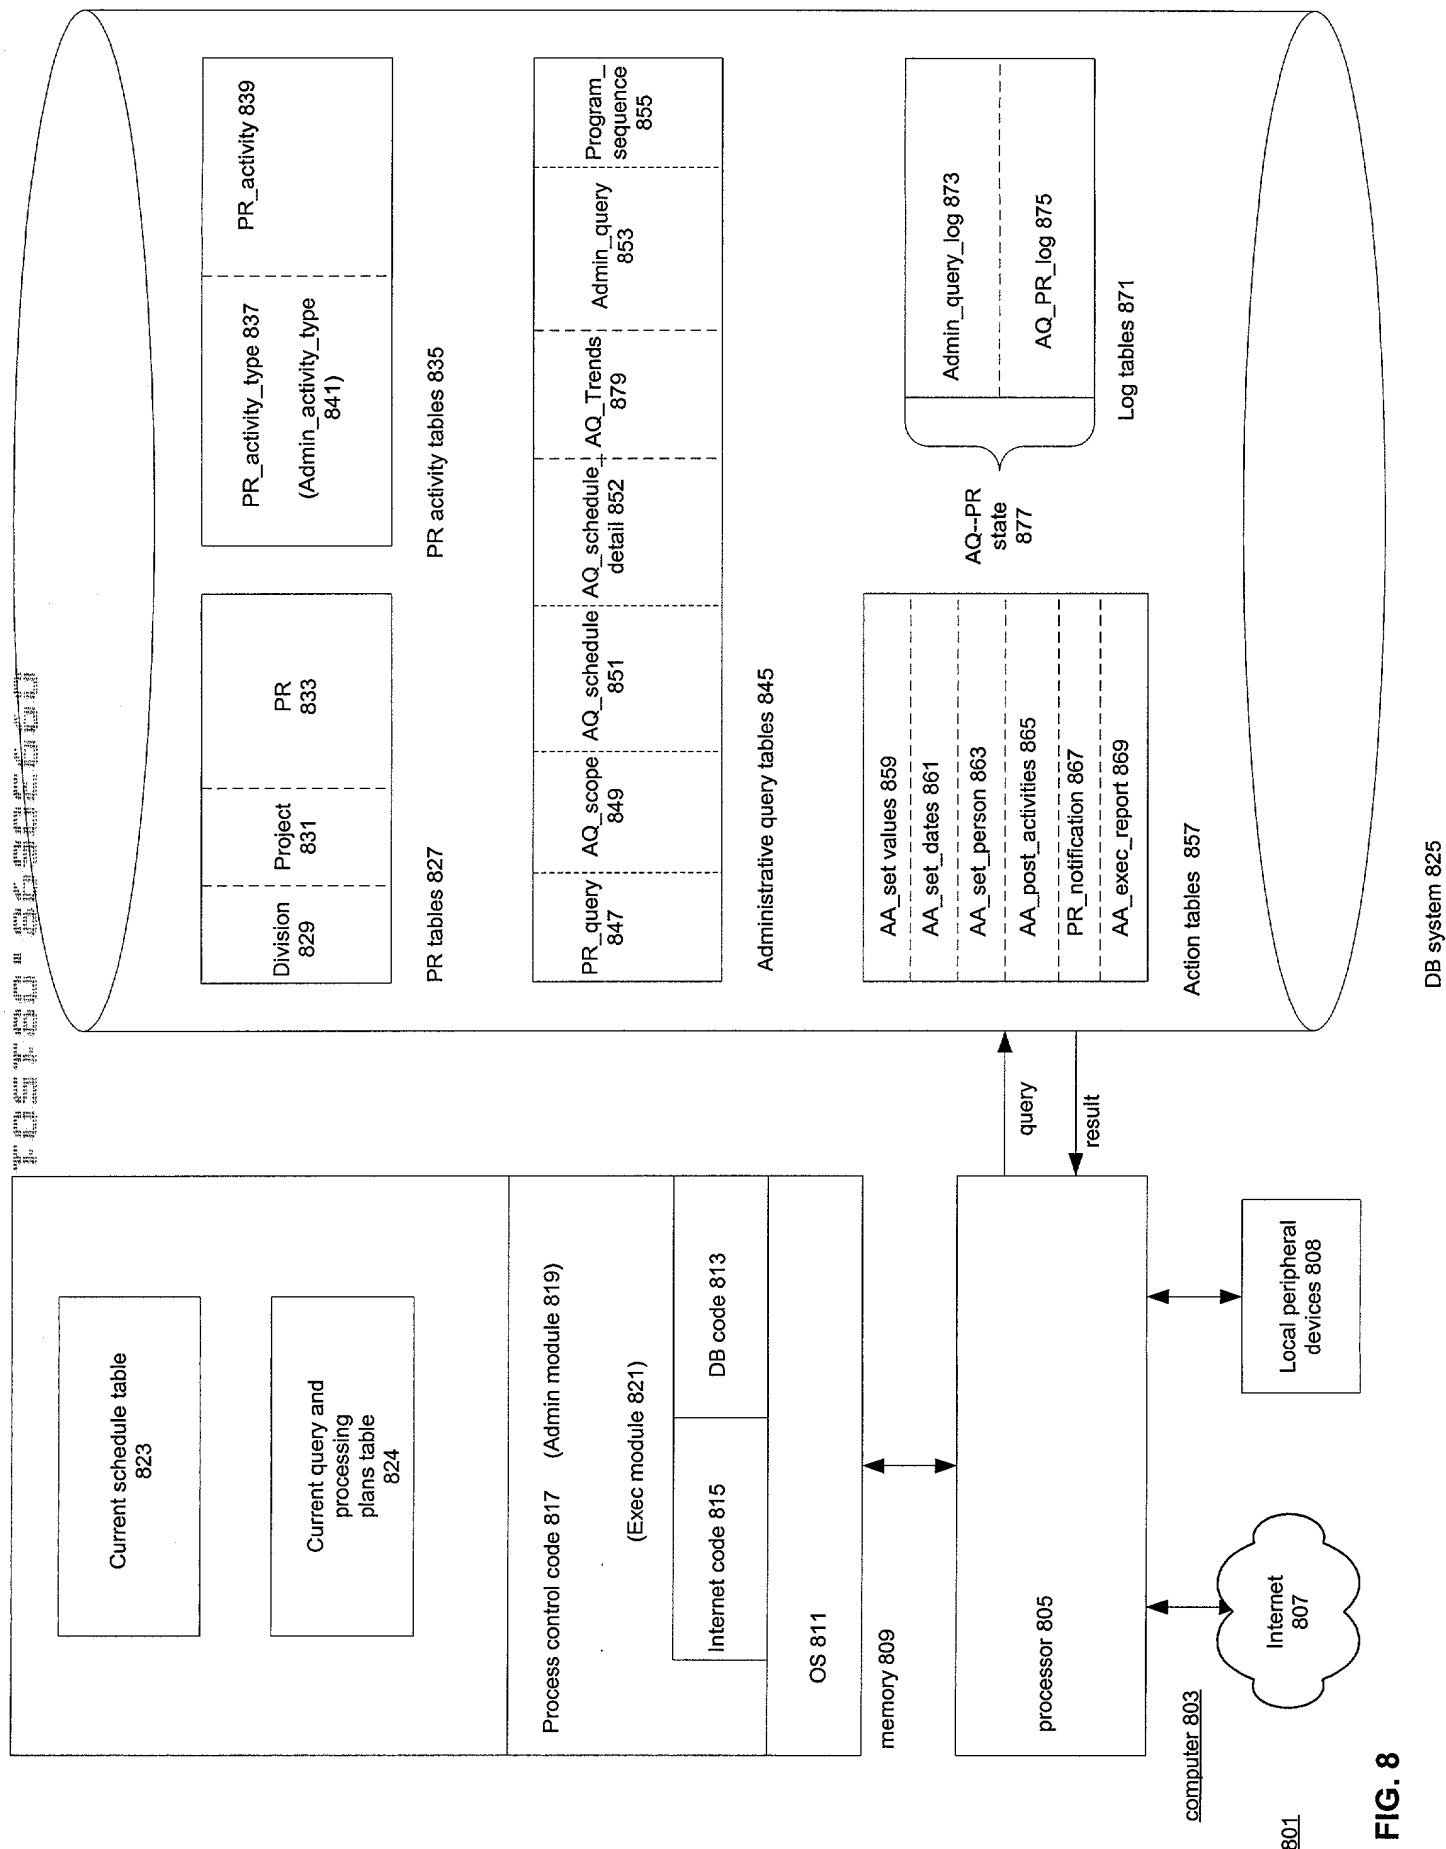 Current schedule table
823
Current query and
processing
plans table
824
Process control code 817 (Admin module 819)
(Exec module 821)
Internet code 815
DB code 813
OS 811
memory 809
processor 805
computer 803
Internet
807
Local peripheral
devices 808
801
FIG. 8
query
result
Division
829
Project
831
PR
833
PR tables 827
PR_activity_type 837
(Admin_activity_type
841)
PR_activity 839
PR activity tables 835
PR_query
847
AQ_scope
849
AQ_schedule
851
AQ_schedule_
detail 852
AQ_Trends
879
Admin_query
853
Program_
sequence
855
Administrative query tables 845
AA_set values 859
AA_set_dates 861
AA_set_person 863
AA_post_activities 865
PR_notification 867
AA_exec_report 869
Action tables 857
AQ--PR
state
877
Admin_query_log 873
AQ_PR_log 875
Log tables 871
DB system 825